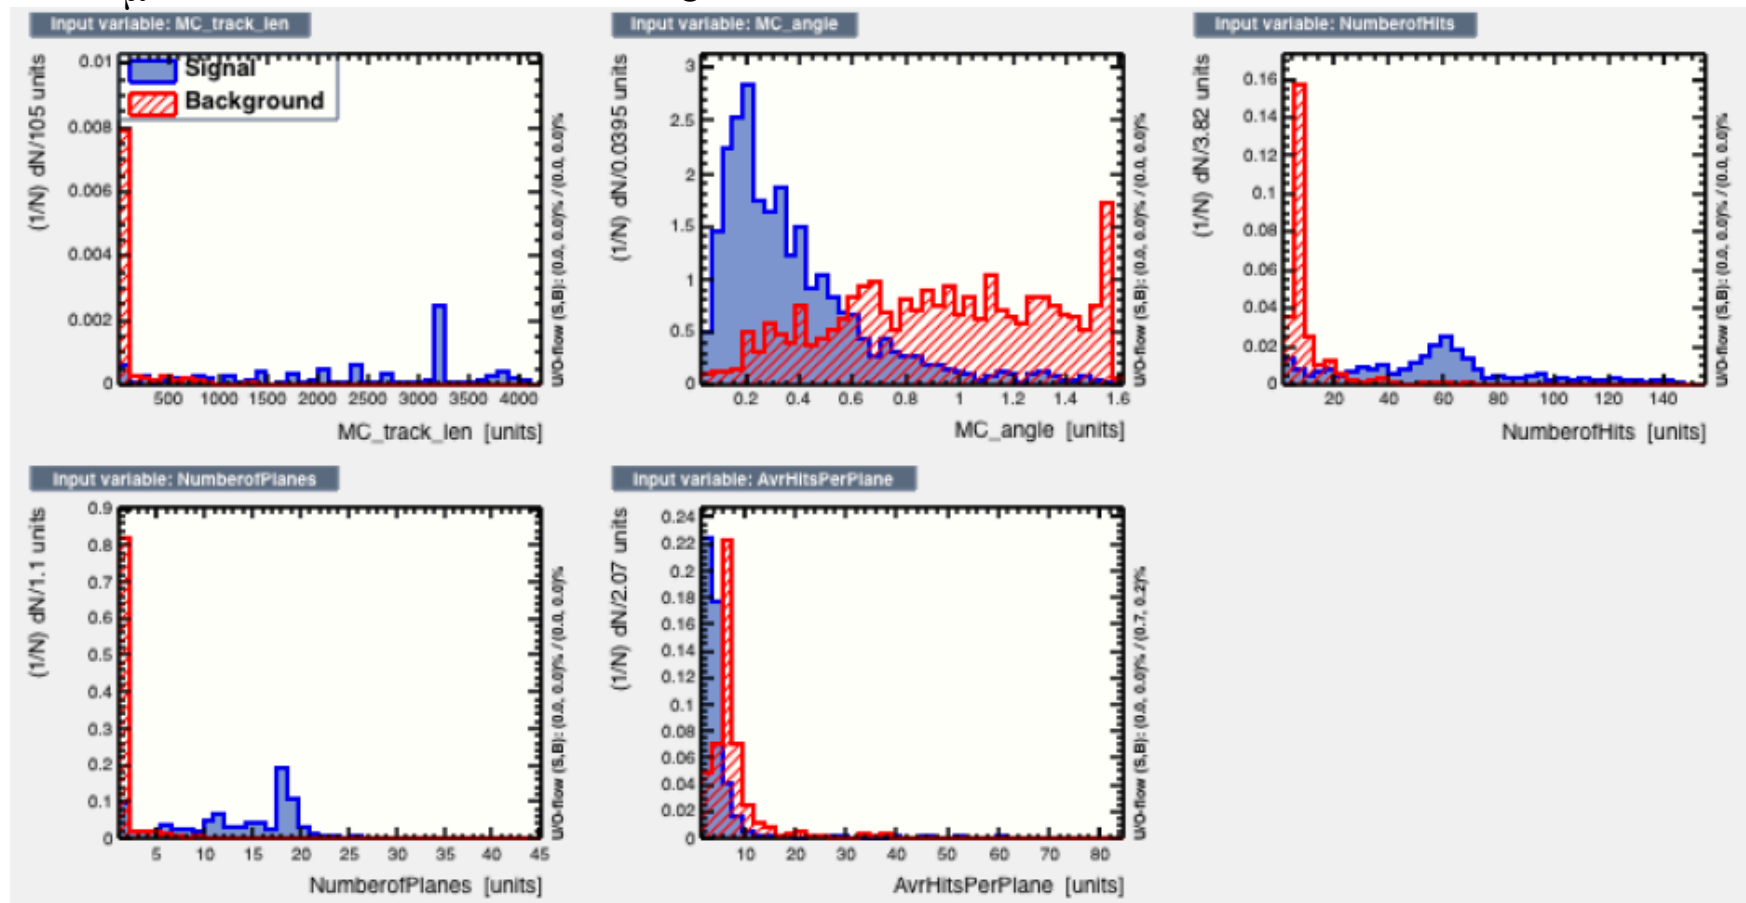 μ
Input variable: MC_track_len
(1/N) dN/105 units
0.01
0.008
0.006
0.004
0.002
0
Signal
Background
500 1000 1500 2000 2500 3000 3500 4000
MC_track_len [units]
U/O-flow (S,B): (0.0, 0.0)% / (0.0, 0.0)%
Input variable: MC_angle
(1/N) dN/0.0395 units
3
2.5
2
1.5
1
0.5
0
0.2 0.4 0.6 0.8 1 1.2 1.4 1.6
MC_angle [units]
U/O-flow (S,B): (0.0, 0.0)% / (0.0, 0.0)%
Input variable: NumberofHits
(1/N) dN/3.82 units
0.16
0.14
0.12
0.1
0.08
0.06
0.04
0.02
0
20 40 60 80 100 120 140
NumberofHits [units]
U/O-flow (S,B): (0.0, 0.0)% / (0.0, 0.0)%
Input variable: NumberofPlanes
(1/N) dN/1.1 units
0.9
0.8
0.7
0.6
0.5
0.4
0.3
0.2
0.1
0
5 10 15 20 25 30 35 40 45
NumberofPlanes [units]
U/O-flow (S,B): (0.0, 0.0)% / (0.0, 0.0)%
Input variable: AvrHitsPerPlane
(1/N) dN/2.07 units
0.24
0.22
0.2
0.18
0.16
0.14
0.12
0.1
0.08
0.06
0.04
0.02
0
10 20 30 40 50 60 70 80
AvrHitsPerPlane [units]
U/O-flow (S,B): (0.0, 0.0)% / (0.7, 0.2)%